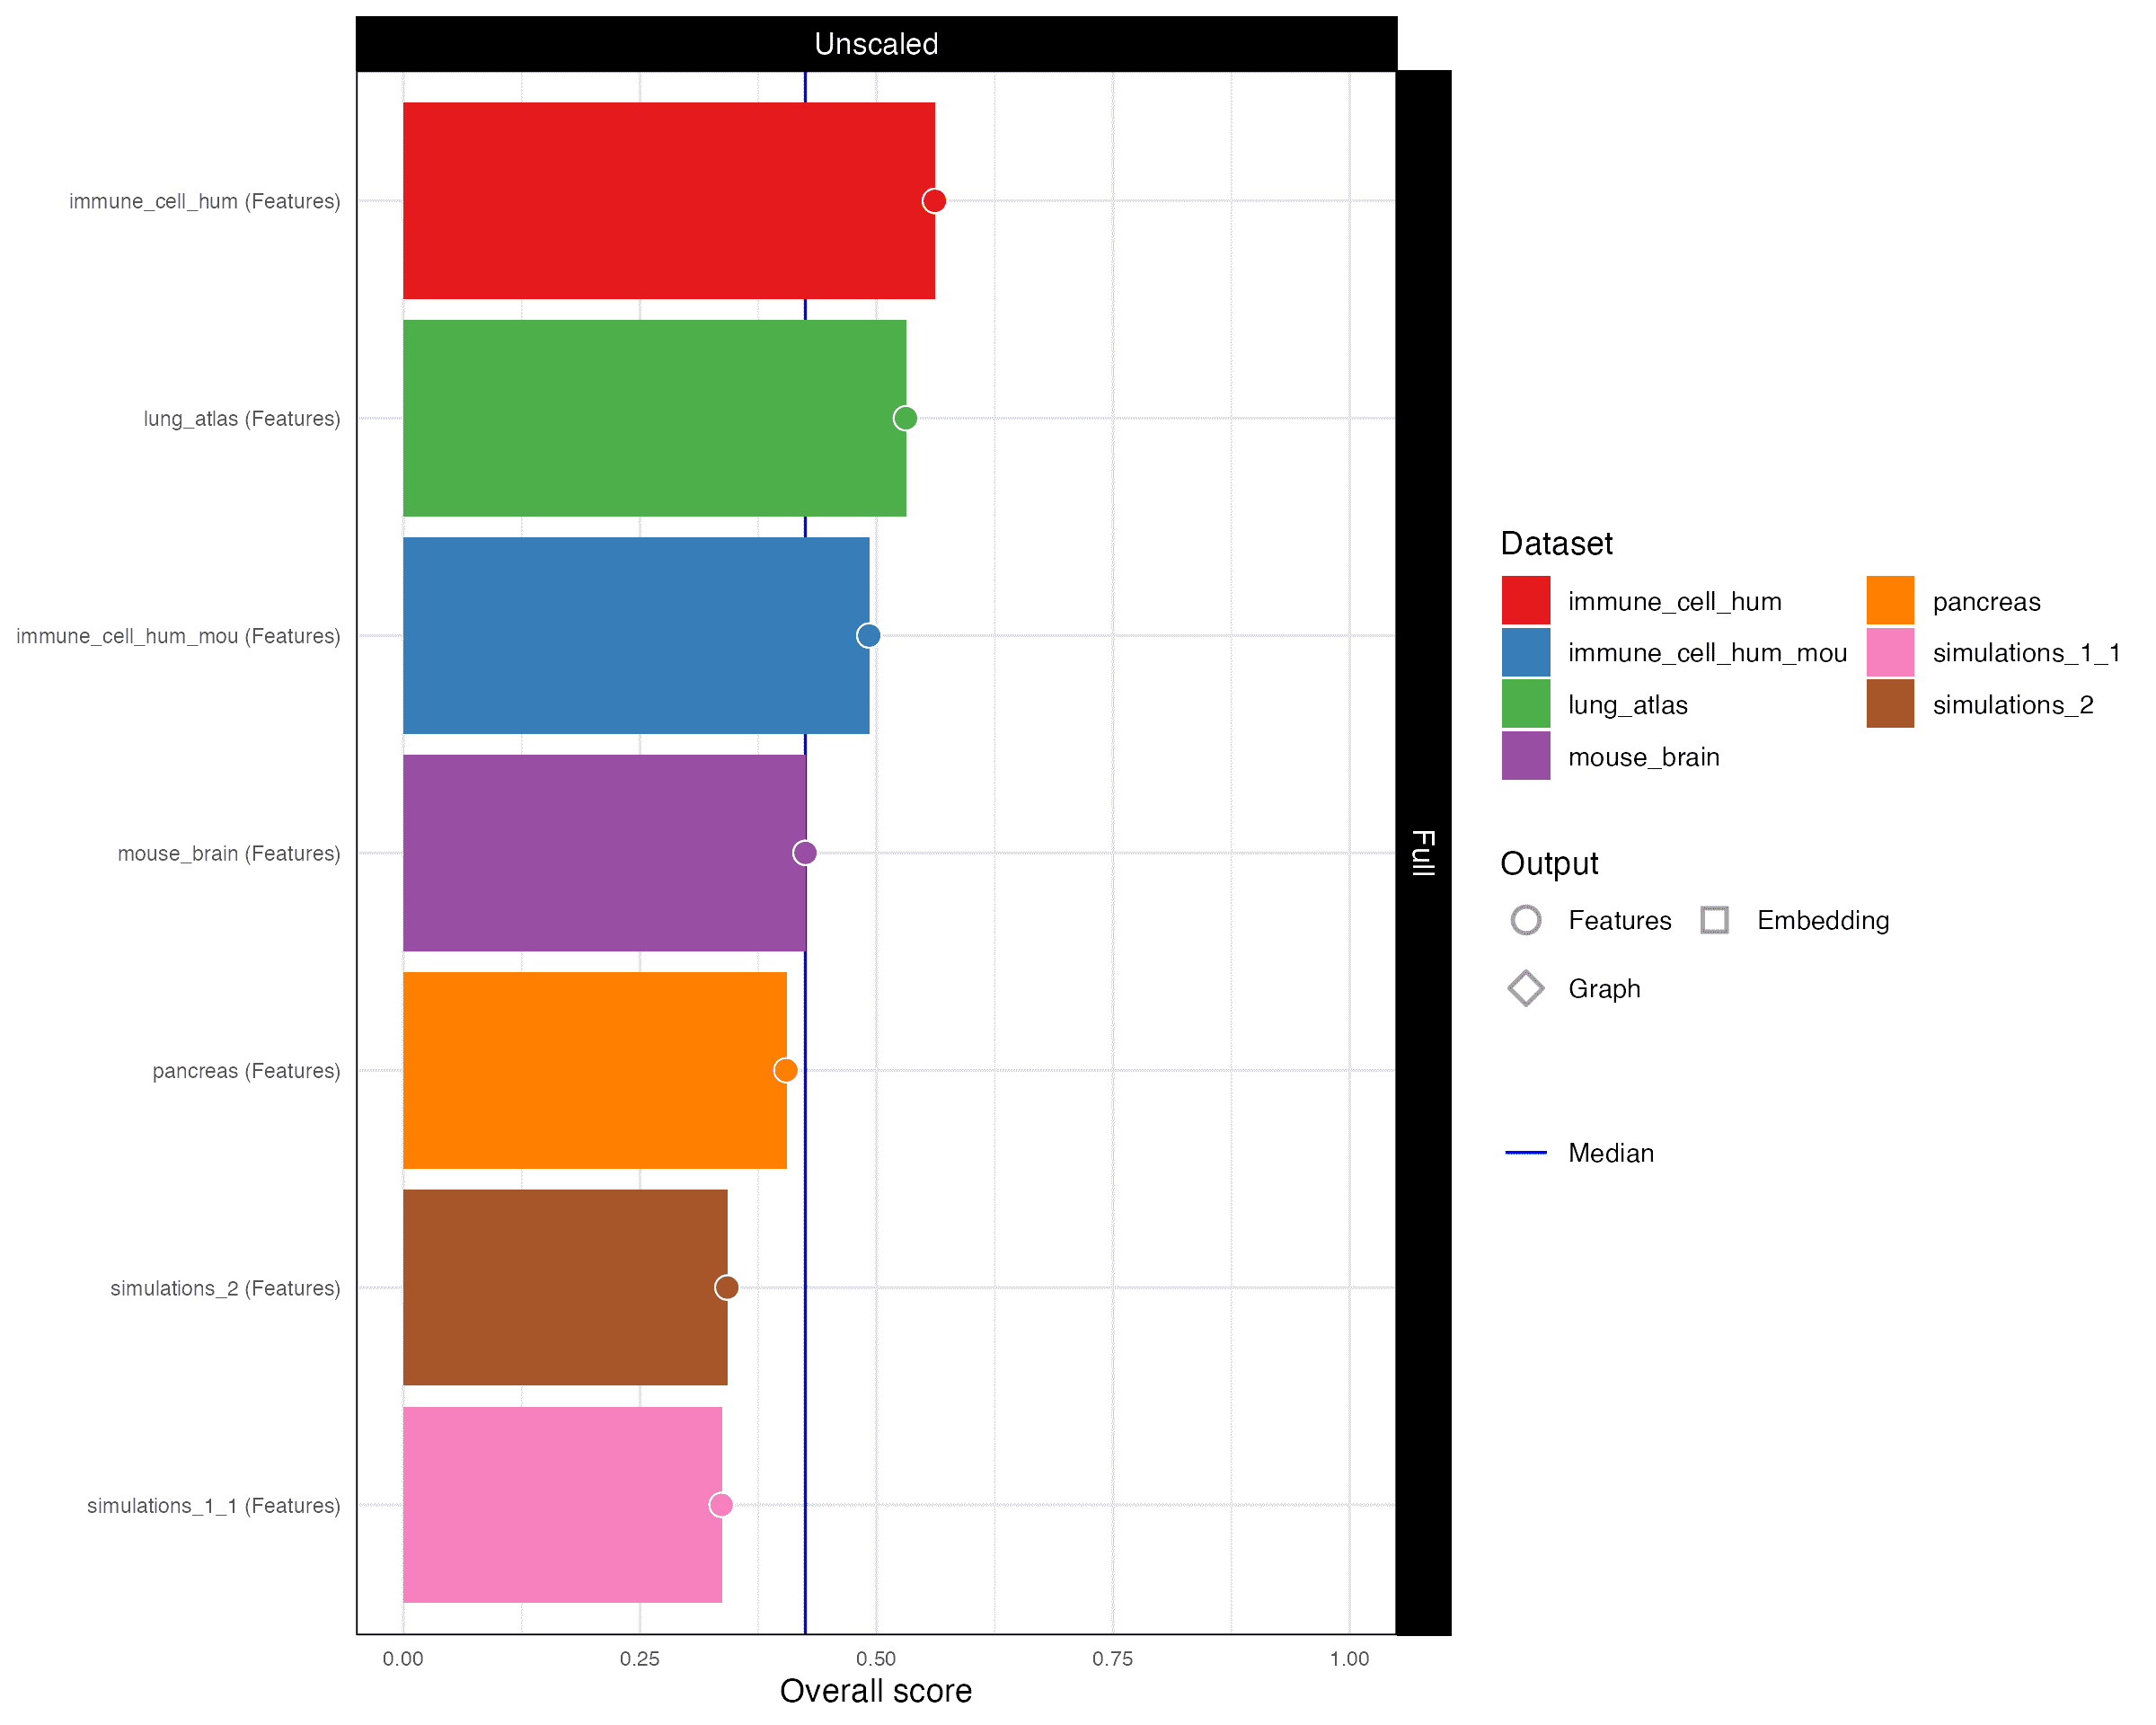 Unscaled
immune_cell_hum (Features)
lung_atlas (Features)
immune_cell_hum_mou (Features)
mouse_brain (Features)
pancreas (Features)
simulations_2 (Features)
simulations_1_1 (Features)
0.00 0.25 0.50 0.75 1.00
Overall score
Full
Dataset
immune_cell_hum pancreas
immune_cell_hum_mou simulations_1_1
lung_atlas simulations_2
mouse_brain
Output
Features Embedding
Graph
Median